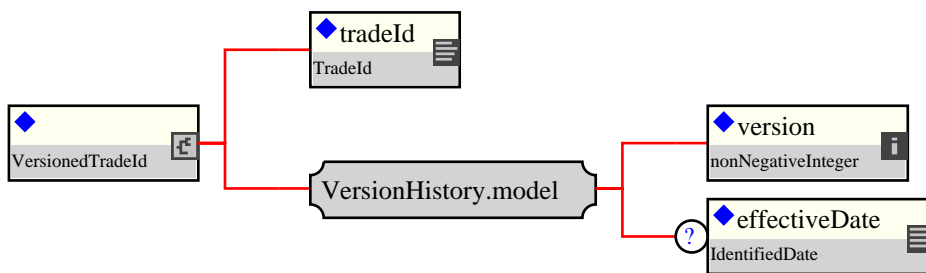 tradeId
TradeId
VersionedTradeId
VersionHistory.model
version
nonNegativeInteger
?
effectiveDate
IdentifiedDate